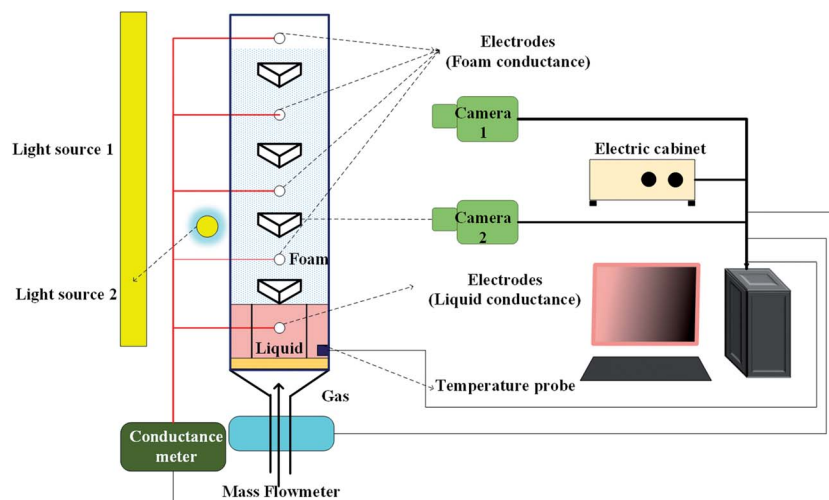 Electrodes
(Foam conductance)
Light source 1
Camera
1
Electric cabinet
Camera
2
Foam
Light source 2
Electrodes
(Liquid conductance)
Liquid
Temperature probe
Gas
Conductance
meter
Mass Flowmeter